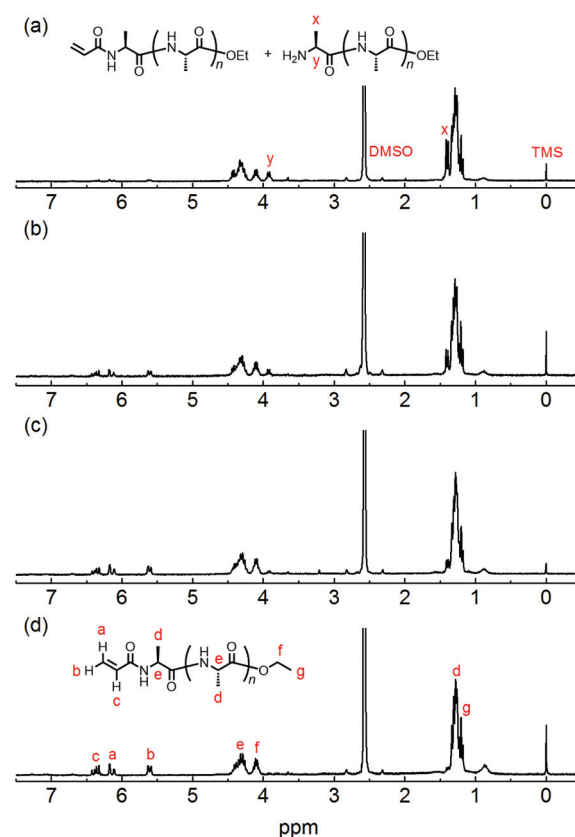 (a)
x
O
H
N
O
N
H
O
OEt
n
+
H2N
y
O
H
N
O
OEt
n
y
DMSO
x
TMS
7 6 5 4 3 2 1 0
(b)
7 6 5 4 3 2 1 0
(c)
7 6 5 4 3 2 1 0
(d)
a
H
O
d
H
N
O
e
O
f
b H
N
H
e
O
n
g
H
c
d
c a b e f d g
7 6 5 4 3 2 1 0
ppm